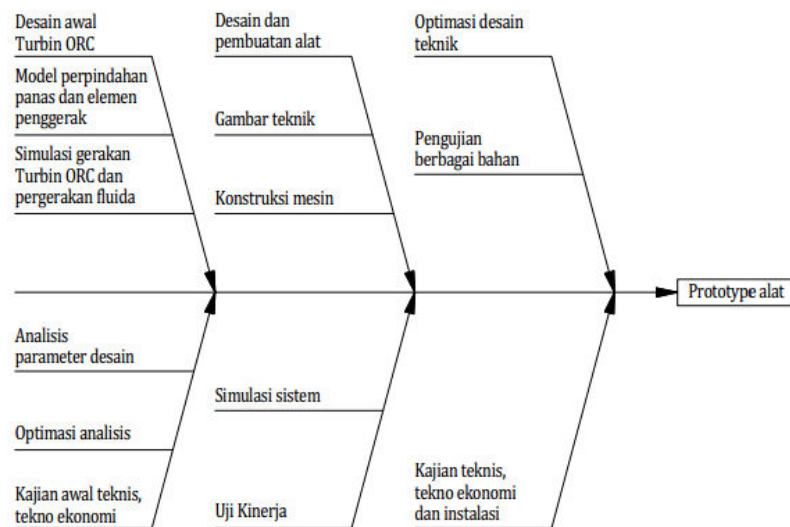 Desain awal
Turbin ORC
Model perpindahan
panas dan elemen
penggerak
Simulasi gerakan
Turbin ORC dan
pergerakan fluida
Desain dan
pembuatan alat
Gambar teknik
Konstruksi mesin
Optimasi desain
teknik
Pengujian
berbagai bahan
Prototype alat
Analisis
parameter desain
Optimasi analisis
Kajian awal teknis,
tekno ekonomi
Simulasi sistem
Uji Kinerja
Kajian teknis,
tekno ekonomi
dan instalasi